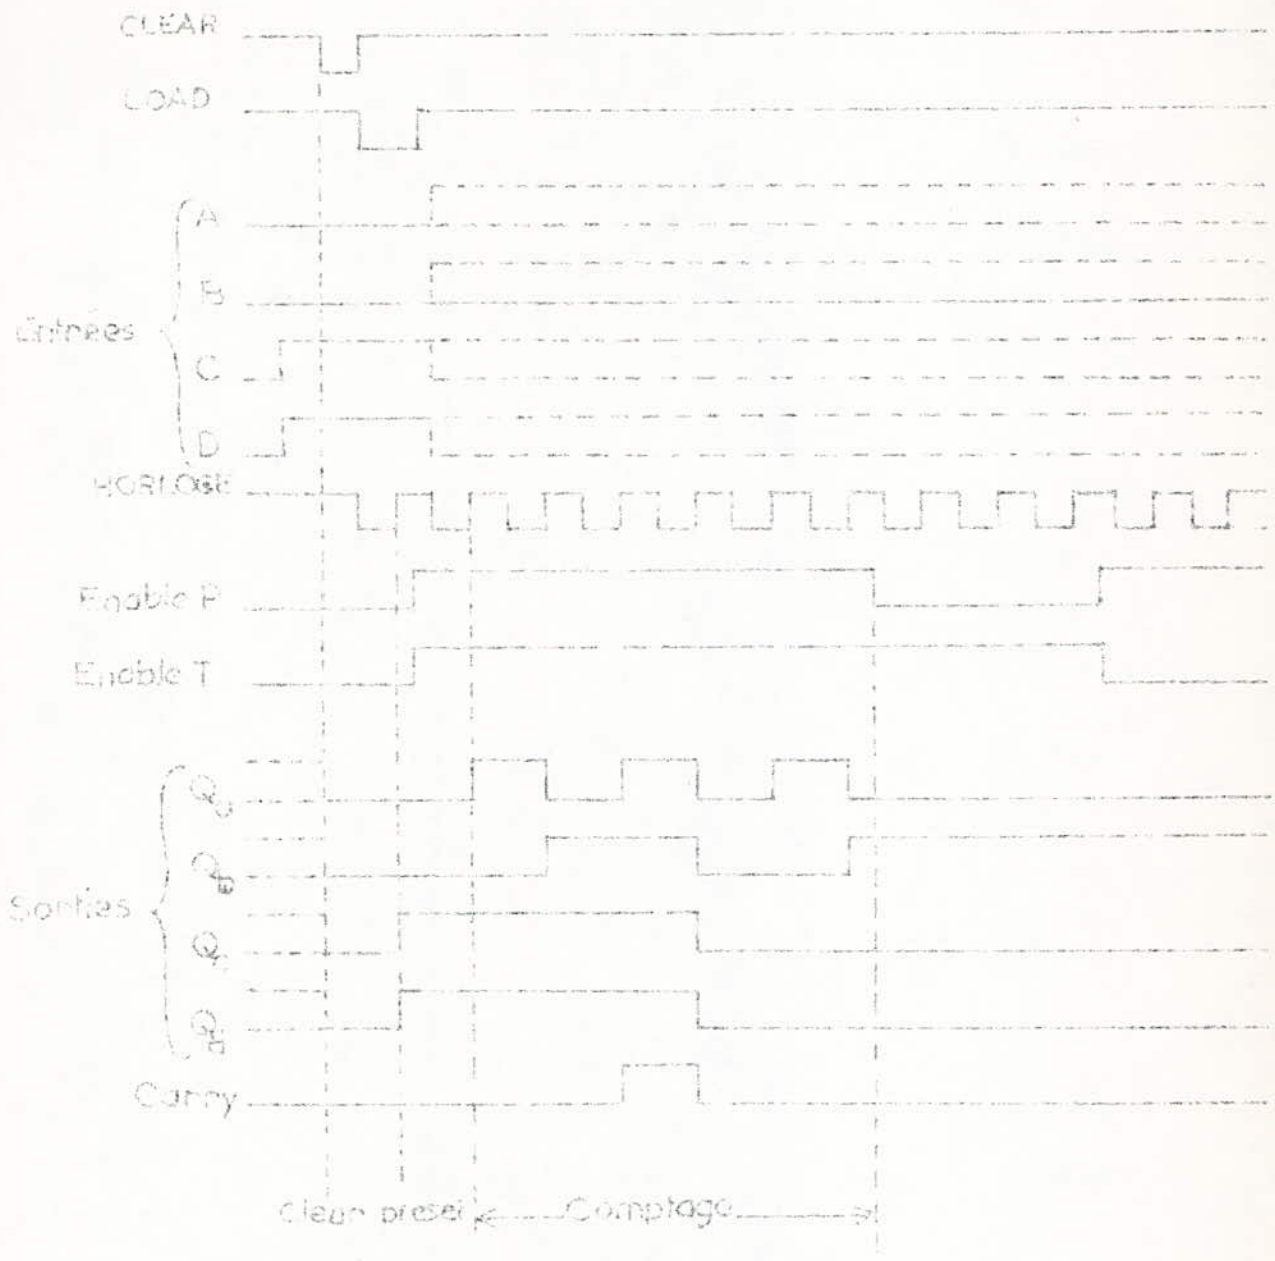 CLEAR
LOAD
A
B
Entrées
C
D
HORLOGE
Enable P
Enable T
Q
Q B
Sorties
Q
Q D
Carry
Clear preset
Comptage